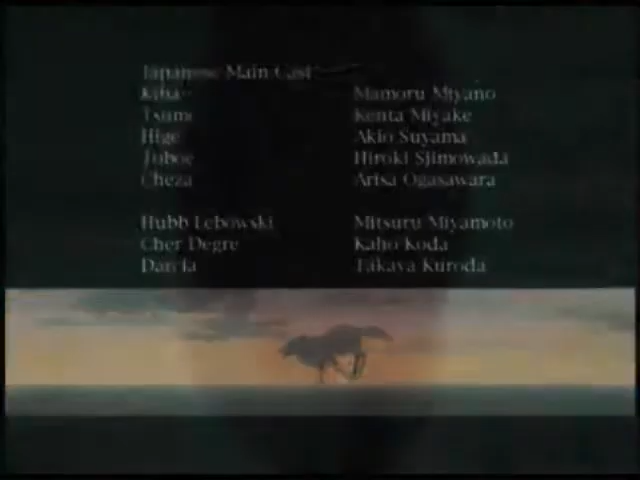 Japanese Main Cast
Kiba Mamoru Miyano
Tsume Kenta Miyake
Hige Akio Suyama
Toboe Hiroki Sjimowada
Cheza Arisa Ogasawara
Hubb Lebowski Mitsuru Miyamoto
Cher Degre Kaho Koda
Darcia Takaya Kuroda